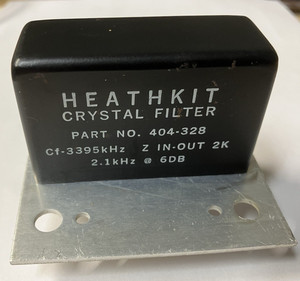 HEATHKIT
CRYSTAL FILTER
PART NO. 404-328
Cf-3395kHz Z IN-OUT 2K
2.1kHz @ 6DB